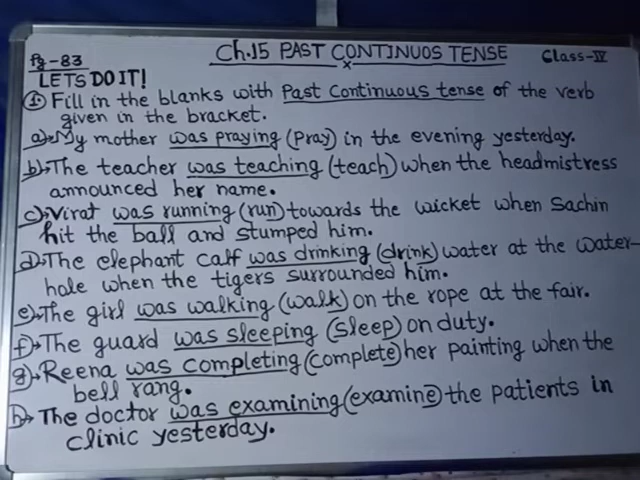 Pg-83
Ch.15 PAST CONTINUOS TENSE
Class-IV
LETS DO IT!
① Fill in the blanks with Past Continuous tense of the verb
given in the bracket.
a) My mother was praying (Pray) in the evening yesterday.
b) The teacher was teaching (teach) when the headmistress
announced her name.
c) Virat was running (run) towards the wicket when Sachin
hit the ball and stumped him.
d) The elephant calf was drinking (drink) water at the water-
hole when the tigers surrounded him.
e) The girl was walking (walk) on the rope at the fair.
f) The guard was sleeping (sleep) on duty.
g) Reena was completing (complete) her painting when the
bell rang.
h) The doctor was examining (examine) the patients in
clinic yesterday.